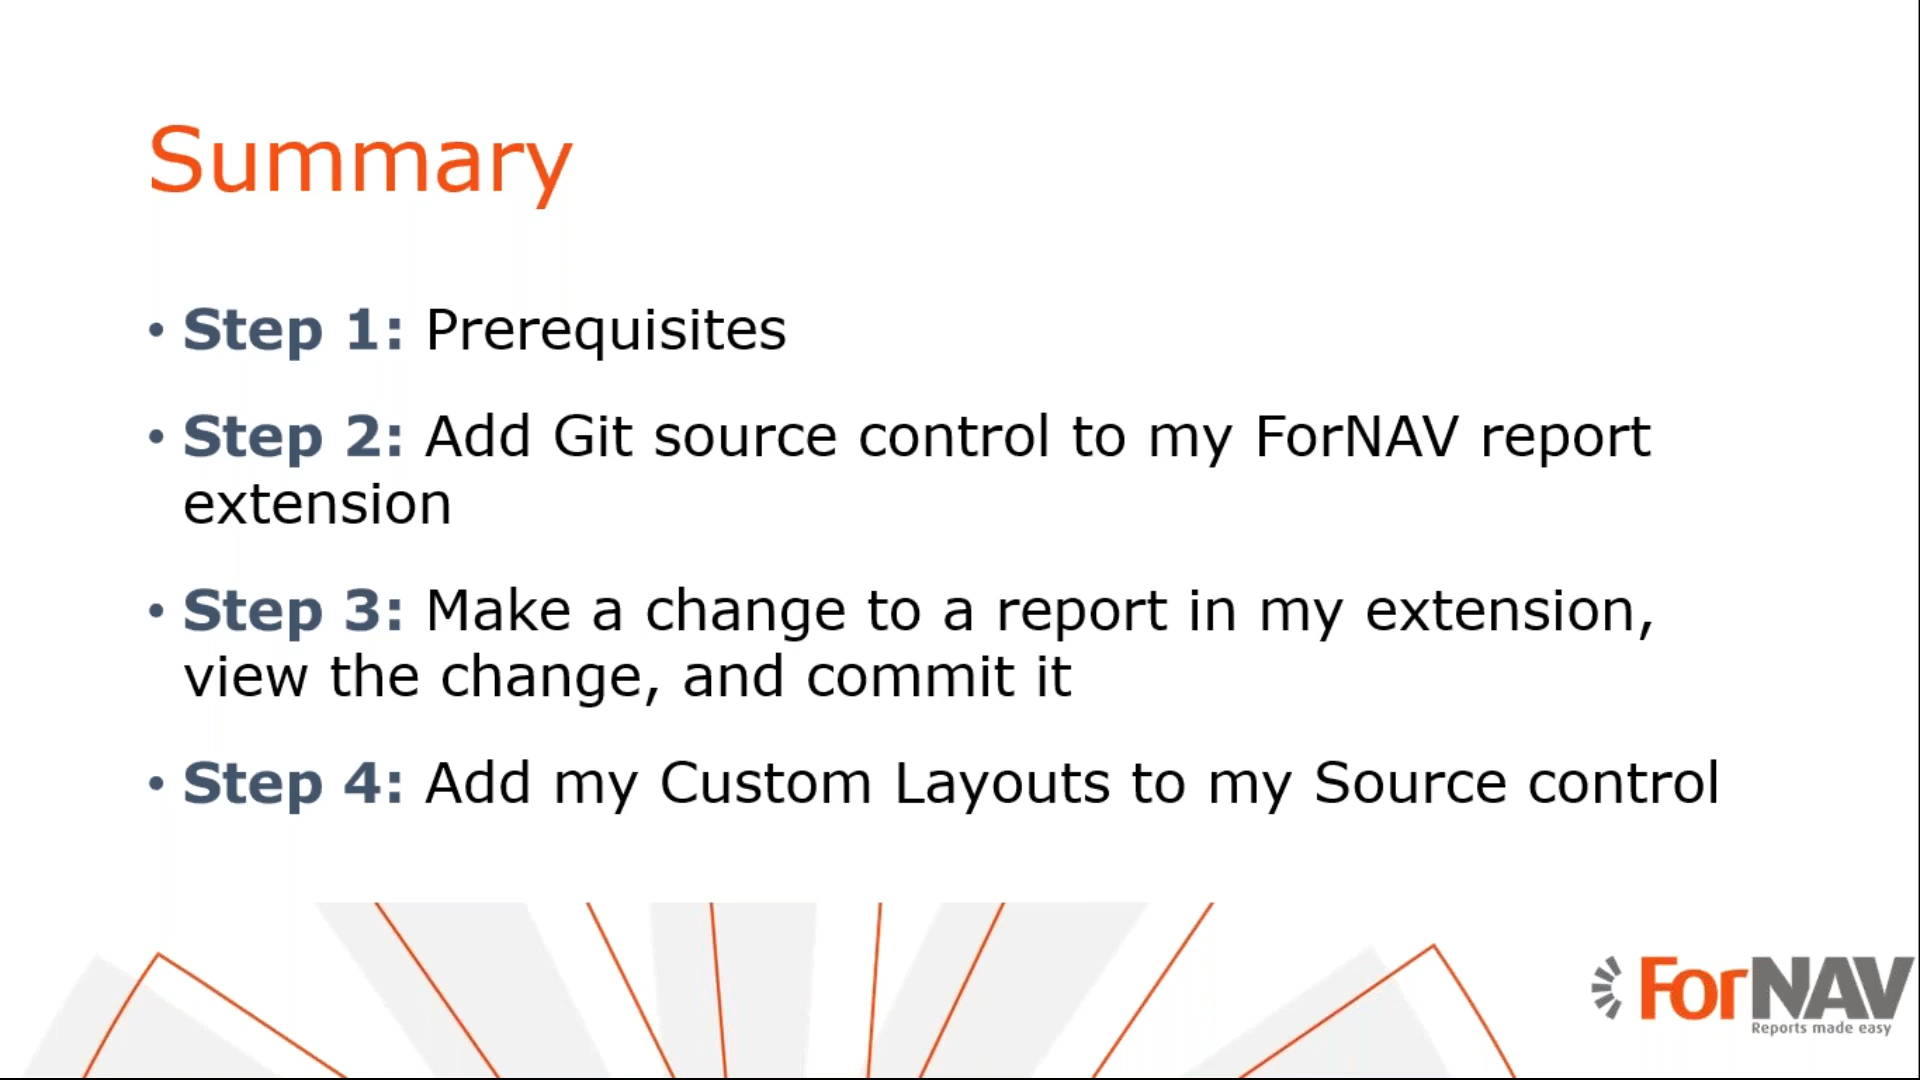 Summary
• Step 1: Prerequisites
• Step 2: Add Git source control to my ForNAV report
extension
• Step 3: Make a change to a report in my extension,
view the change, and commit it
• Step 4: Add my Custom Layouts to my Source control
ForNAV
Reports made easy